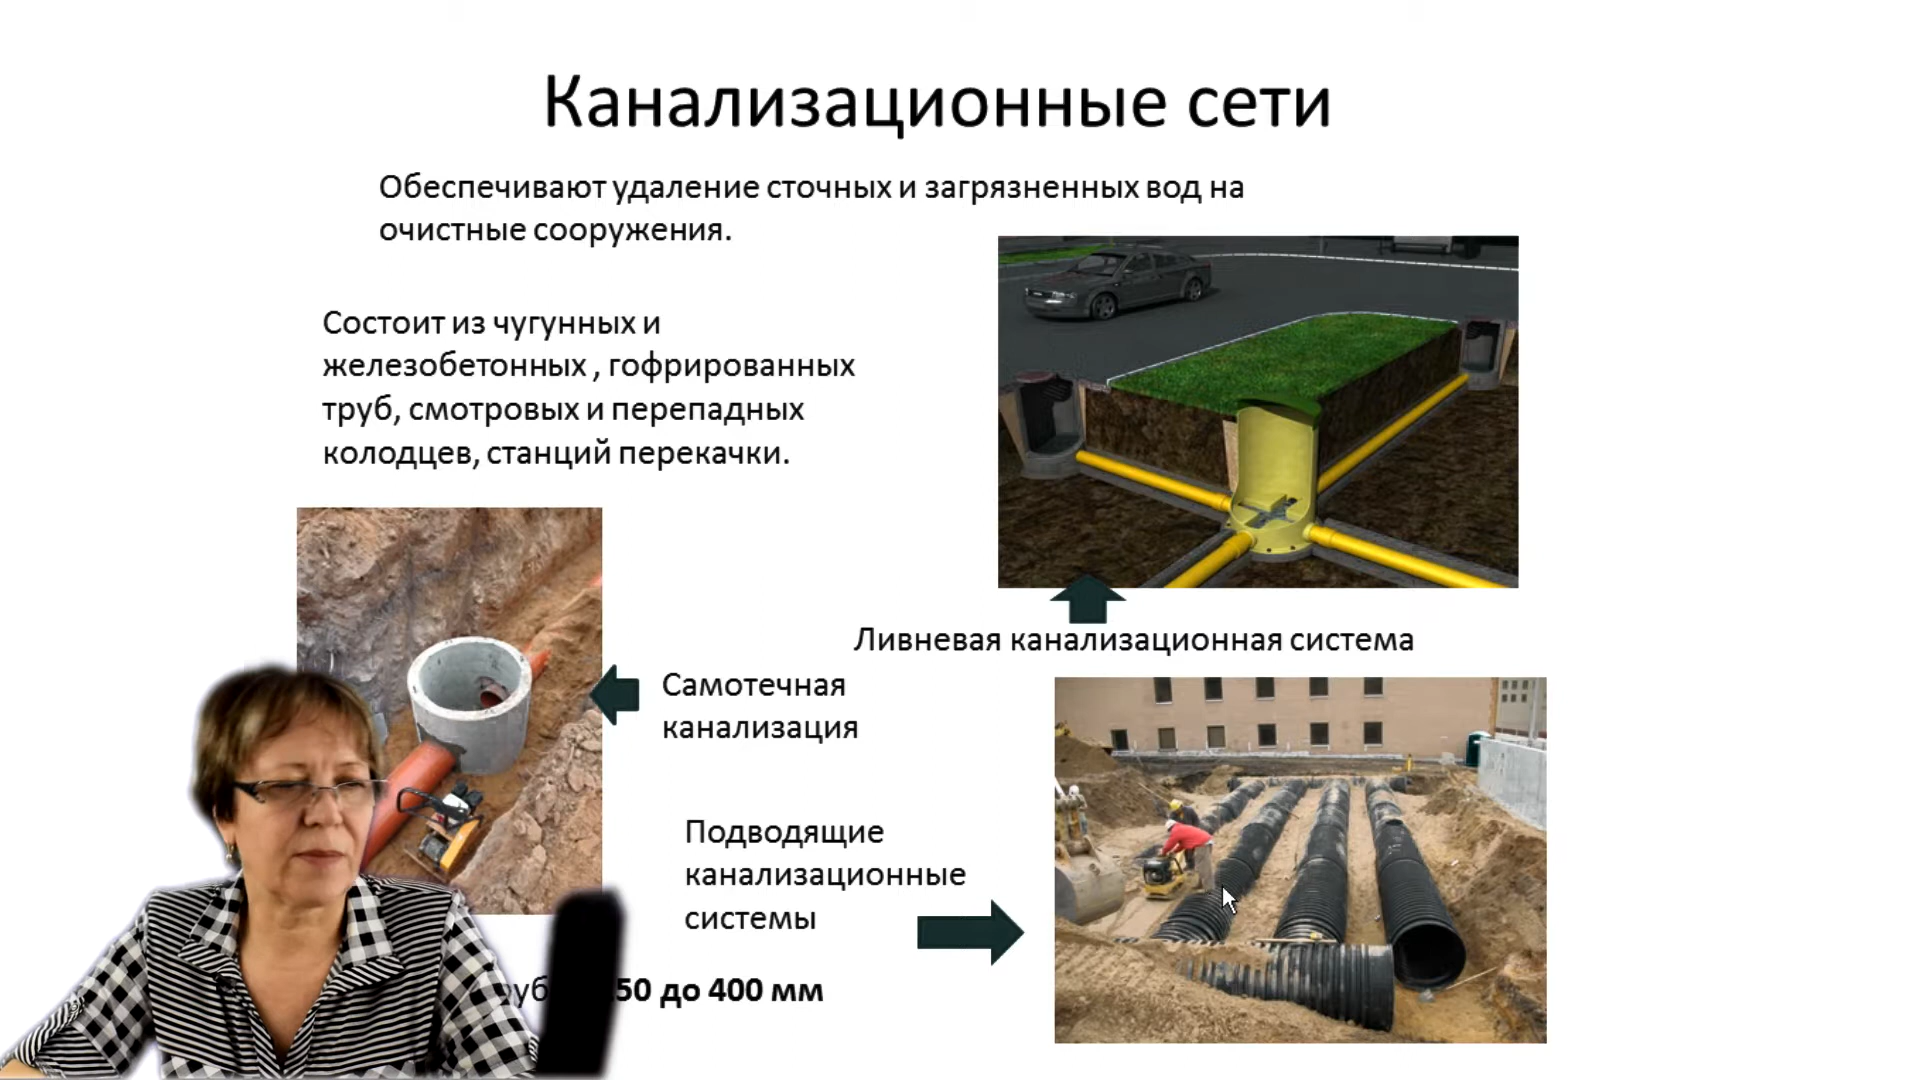 Канализационные сети
Обеспечивают удаление сточных и загрязненных вод на
очистные сооружения.
Состоит из чугунных и
железобетонных , гофрированных
труб, смотровых и перепадных
колодцев, станций перекачки.
Ливневая канализационная система
Самотечная
канализация
Подводящие
канализационные
системы
до 400 мм